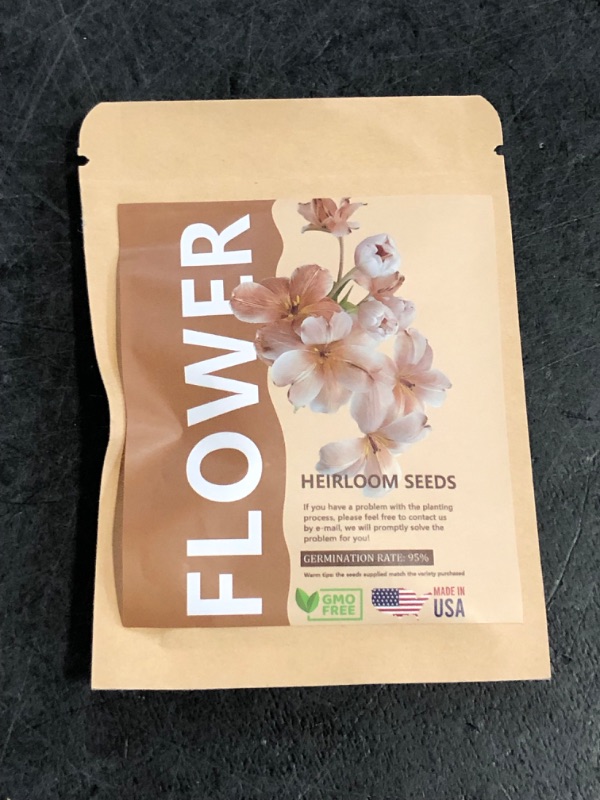 FLOWER
HEIRLOOM SEEDS
If you have a problem with the planting
process, please feel free to contact us
by e-mail, we will promptly solve the
problem for you!
GERMINATION RATE: 95%
Warm tips: the seeds supplied match the variety purchased
GMO
FREE
MADE IN
USA